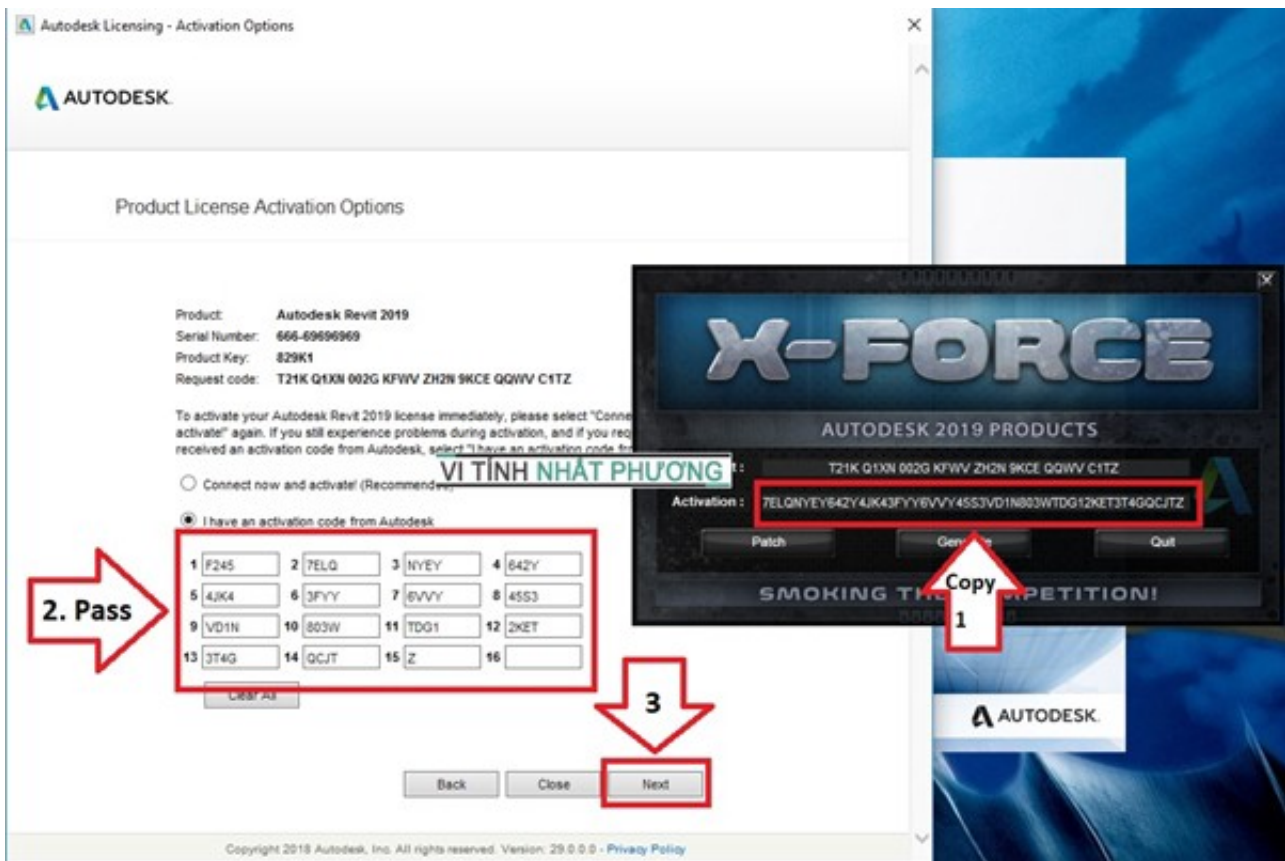 Autodesk Licensing - Activation Options
AUTODESK.
Product License Activation Options
Product: Autodesk Revit 2019
Serial Number: 666-69696969
Product Key: 829K1
Request code: T21K Q1XN 002G KFWV ZH2N 9KCE QQWV C1TZ
To activate your Autodesk Revit 2019 license immediately, please select "Conne
activate!" again. If you still experience problems during activation, and if you req
received an activation code from Autodesk, select "I have an activation code fr
Connect now and activate! (Recommended)
I have an activation code from Autodesk
1 F245 2 7ELQ 3 NYEY 4 642Y
5 4JK4 6 3FYY 7 6VVY 8 45S3
9 VD1N 10 803W 11 TDG1 12 2KET
13 3T4G 14 QCJT 15 Z 16
Clear All
2. Pass
3
Back Close Next
Copyright 2018 Autodesk, Inc. All rights reserved. Version: 29.0.0.0 - Privacy Policy
VI TÍNH NHẤT PHƯƠNG
X-FORCE
AUTODESK 2019 PRODUCTS
T21K Q1XN 002G KFWV ZH2N 9KCE QQWV C1TZ
Activation : 7ELQNYEY642Y4JK43FYY6VVY45S3VD1N803WTDG12KET3T4GQCJTZ
Patch Generate Quit
Copy
1
SMOKING THE COMPETITION!
AUTODESK.